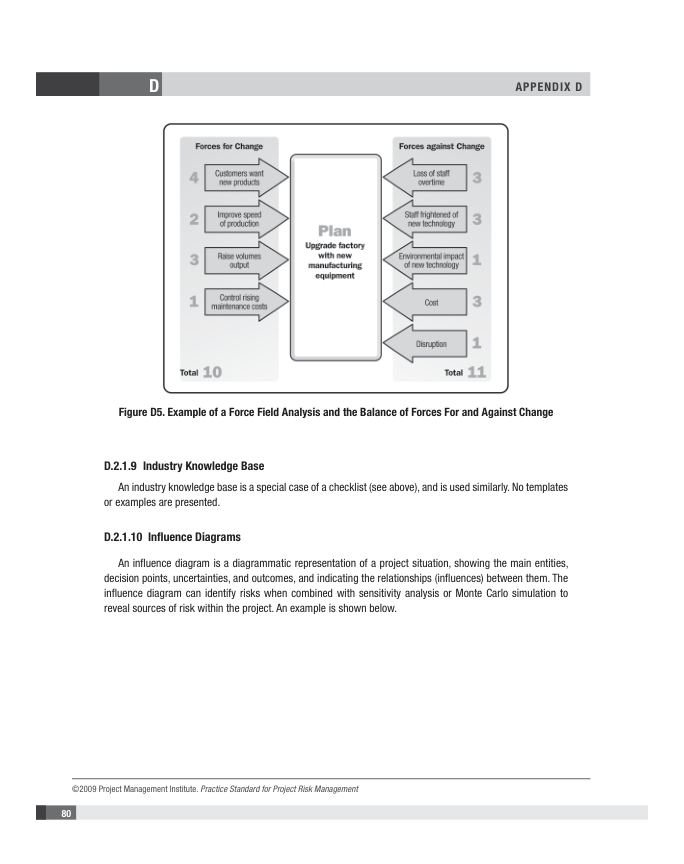 D
APPENDIX D
Forces for Change
4
Customers want
new products
2
Improve speed
of production
3
Raise volumes
output
1
Control rising
maintenance costs
Total 10
Plan
Upgrade factory
with new
manufacturing
equipment
Forces against Change
Loss of staff
overtime
3
Staff frightened of
new technology
3
Environmental impact
of new technology
1
Cost
3
Disruption
1
Total 11
Figure D5. Example of a Force Field Analysis and the Balance of Forces For and Against Change
D.2.1.9 Industry Knowledge Base
An industry knowledge base is a special case of a checklist (see above), and is used similarly. No templates
or examples are presented.
D.2.1.10 Influence Diagrams
An influence diagram is a diagrammatic representation of a project situation, showing the main entities,
decision points, uncertainties, and outcomes, and indicating the relationships (influences) between them. The
influence diagram can identify risks when combined with sensitivity analysis or Monte Carlo simulation to
reveal sources of risk within the project. An example is shown below.
©2009 Project Management Institute. Practice Standard for Project Risk Management
80